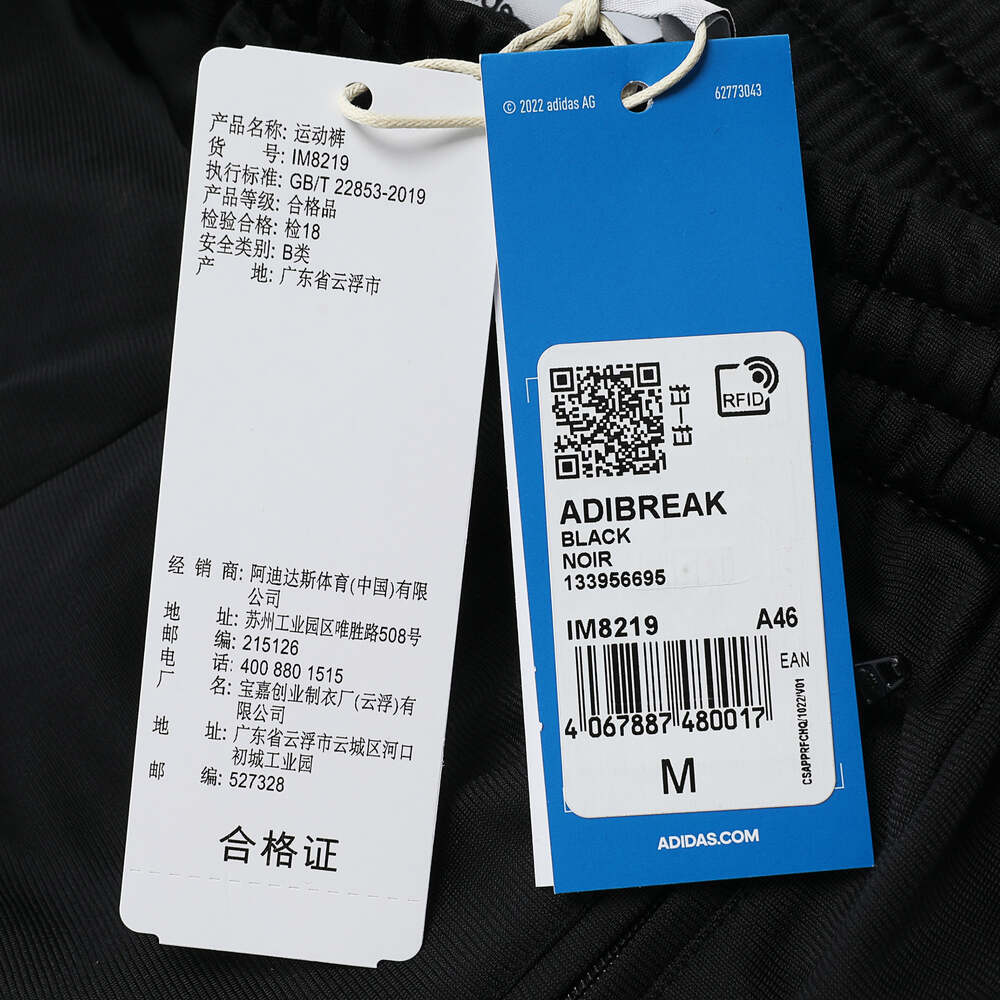 产品名称: 运动裤
货 号: IM8219
执行标准: GB/T 22853-2019
产品等级: 合格品
检验合格: 检18
安全类别: B类
产 地: 广东省云浮市
经 销 商: 阿迪达斯体育(中国)有限
公司
地 址: 苏州工业园区唯胜路508号
邮 编: 215126
电 话: 400 880 1515
厂 名: 宝嘉创业制衣厂(云浮)有
限公司
地 址: 广东省云浮市云城区河口
初城工业园
邮 编: 527328
合格证
© 2022 adidas AG
62773043
扫一扫
RFID
ADIBREAK
BLACK
NOIR
133956695
IM8219 A46
EAN
4 067887 480017
CSAPPRFCNQ/1022/V01
M
ADIDAS.COM